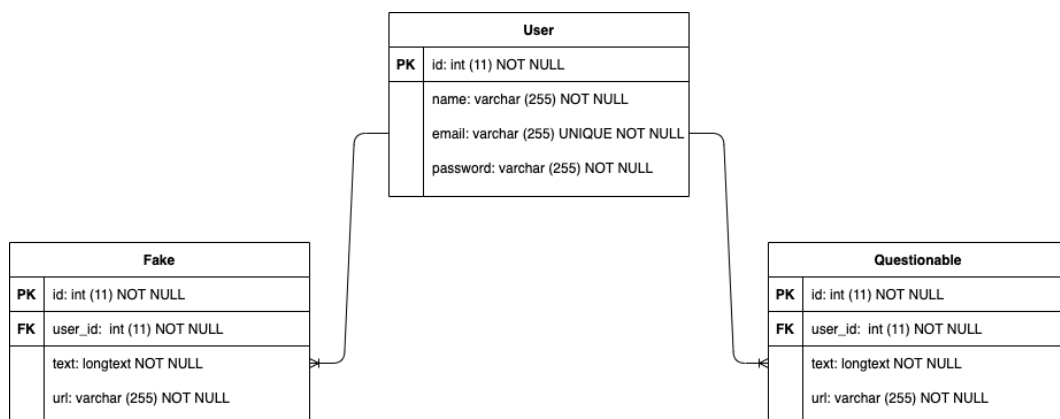 User
PK id: int (11) NOT NULL
name: varchar (255) NOT NULL
email: varchar (255) UNIQUE NOT NULL
password: varchar (255) NOT NULL
Fake
PK id: int (11) NOT NULL
FK user_id: int (11) NOT NULL
text: longtext NOT NULL
url: varchar (255) NOT NULL
Questionable
PK id: int (11) NOT NULL
FK user_id: int (11) NOT NULL
text: longtext NOT NULL
url: varchar (255) NOT NULL